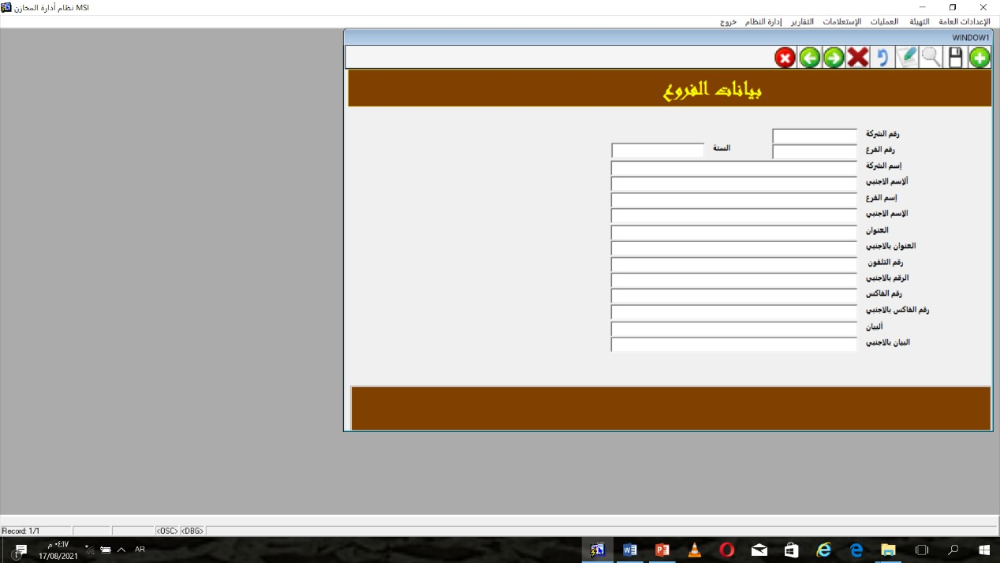 نظام أدارة المخازن MSI
الإعدادات العامة التهيئة العمليات الإستعلامات التقارير إدارة النظام خروج
WINDOW1
بيانات الفروع
رقم الشركة
رقم الفرع السنة
إسم الشركة
ألإسم الاجنبي
إسم الفرع
الإسم الاجنبي
العنوان
العنوان بالاجنبي
رقم التلفون
الرقم بالاجنبي
رقم الفاكس
رقم الفاكس بالاجنبي
ألبيان
البيان بالاجنبي
Record: 1/1 <OSC> <DBG>
AR ٠٤:١٧ م
17/08/2021
1